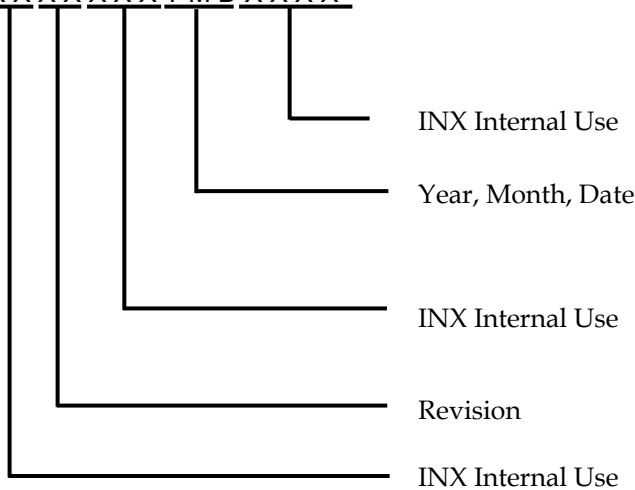 INX Internal Use
Year, Month, Date
INX Internal Use
Revision
INX Internal Use